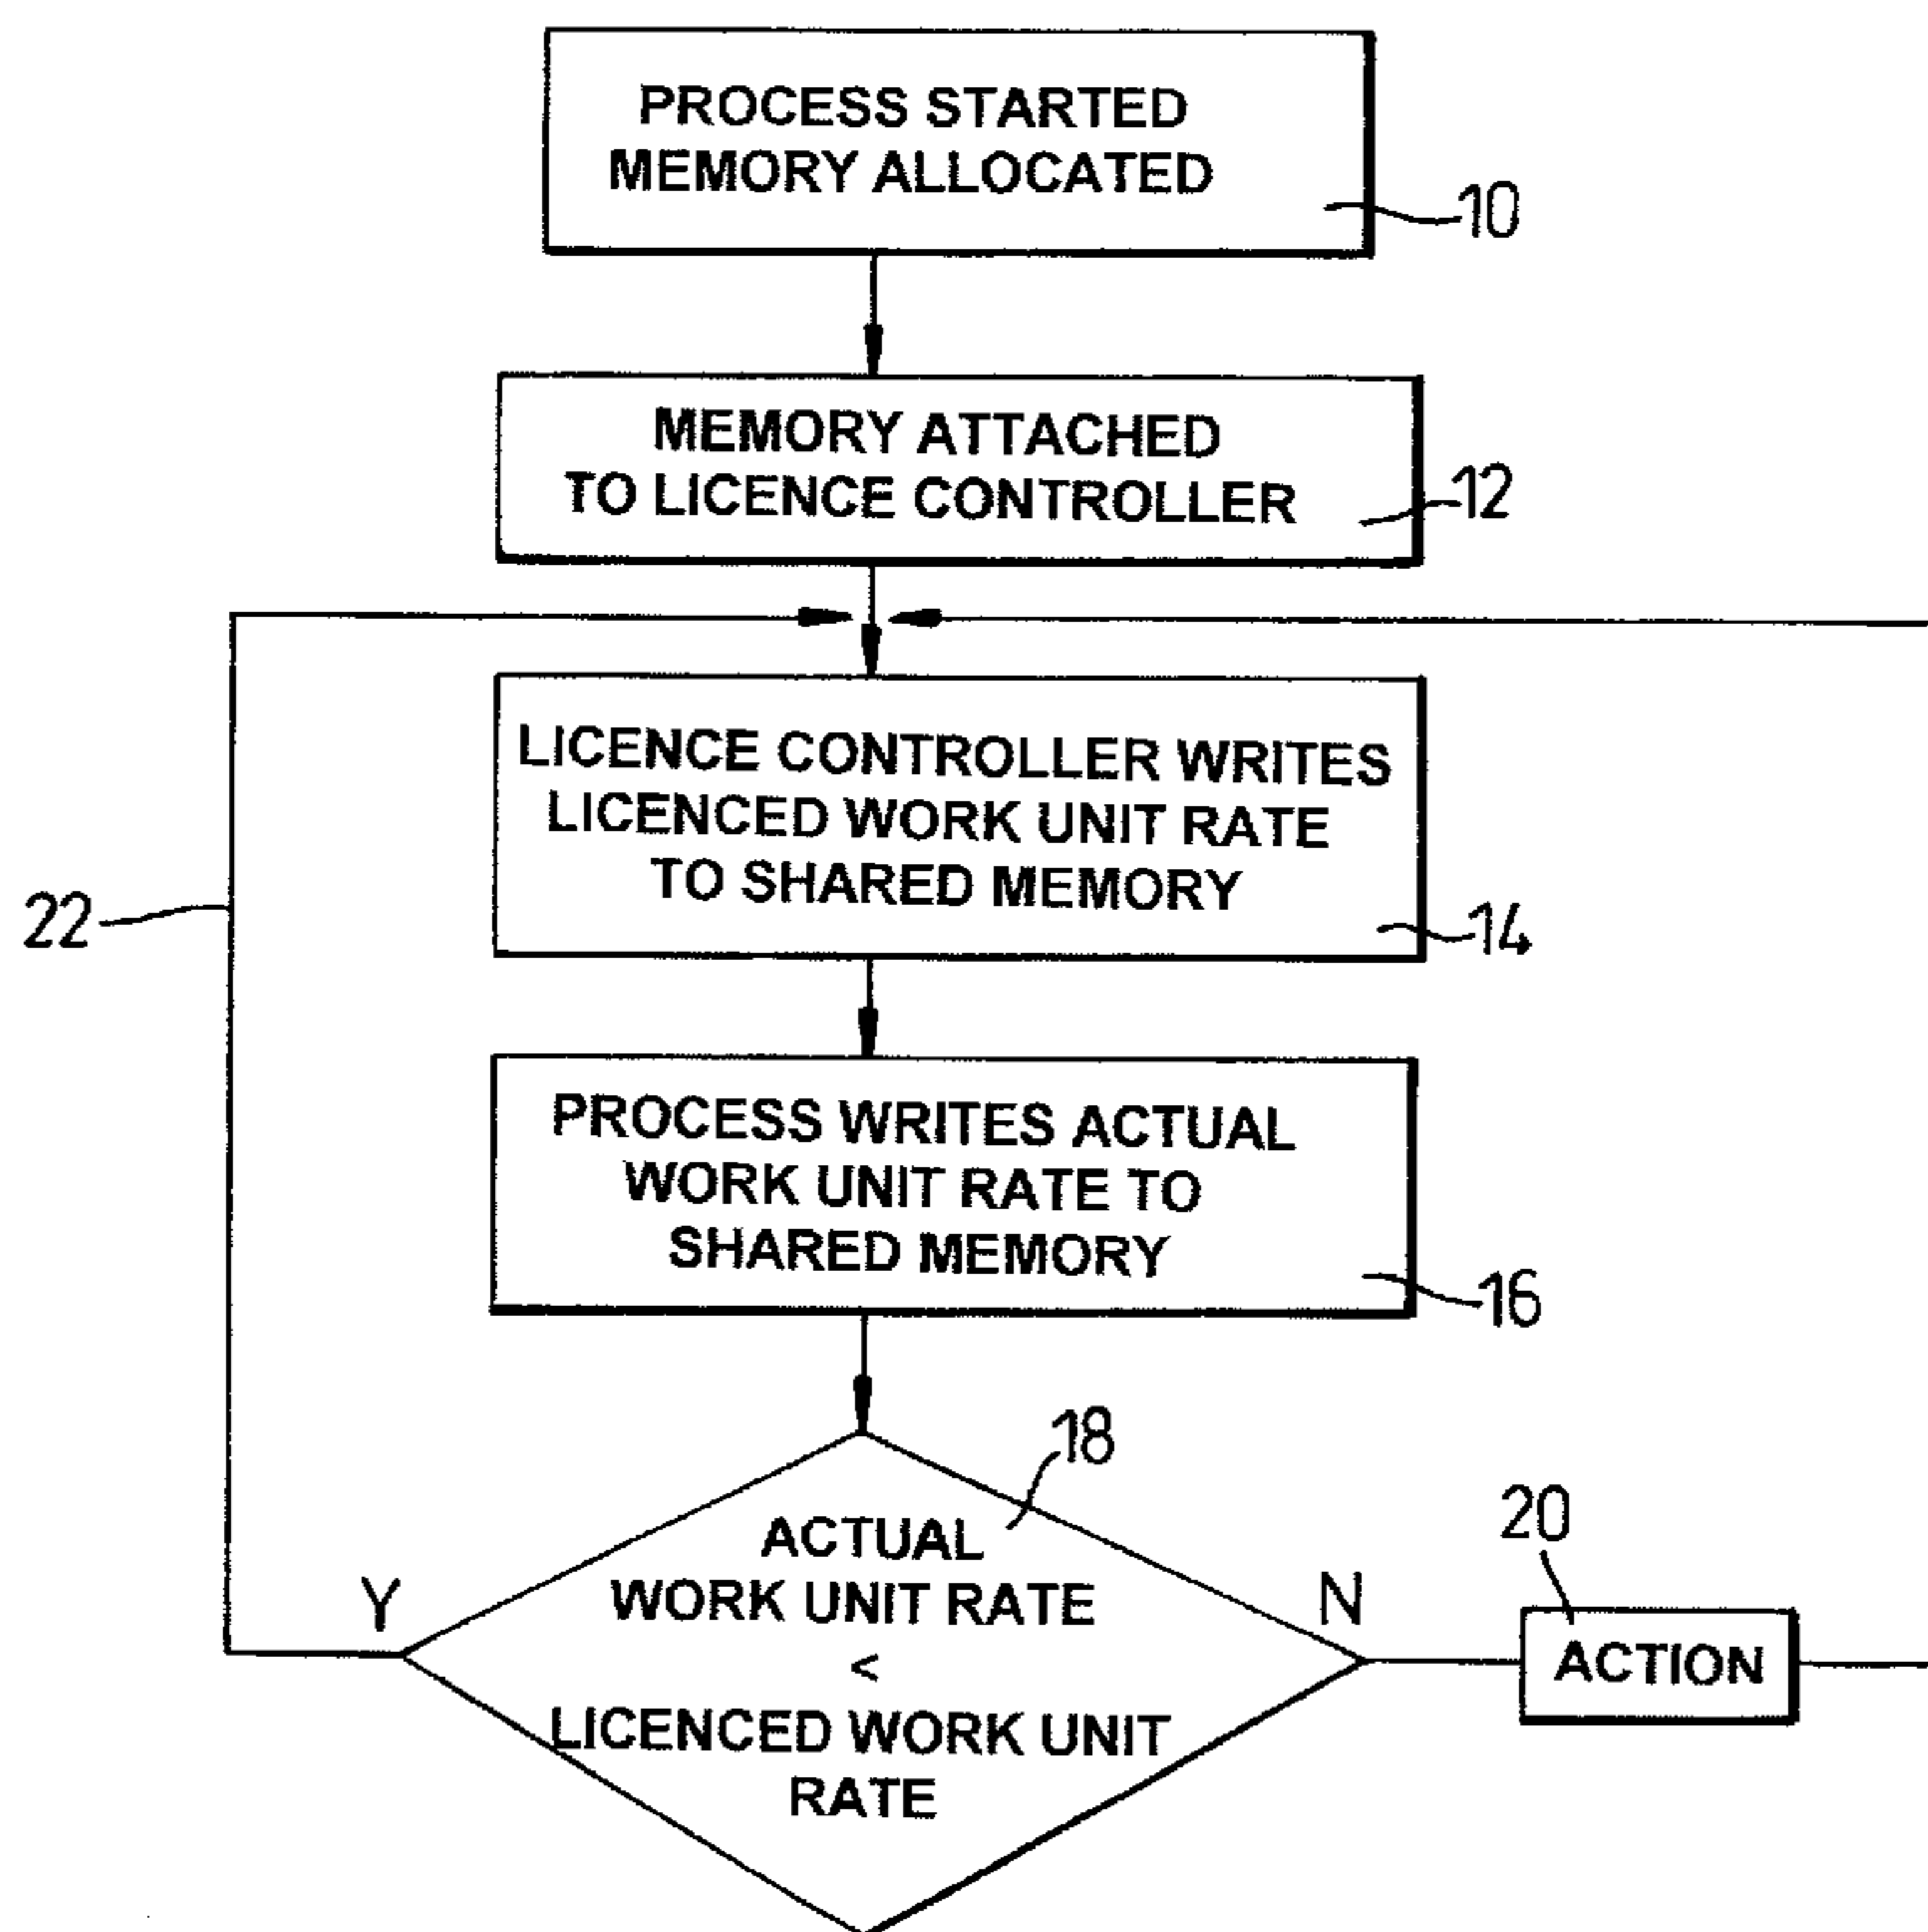 PROCESS STARTED
MEMORY ALLOCATED
10
MEMORY ATTACHED
TO LICENCE CONTROLLER
12
LICENCE CONTROLLER WRITES
LICENCED WORK UNIT RATE
TO SHARED MEMORY
14
22
PROCESS WRITES ACTUAL
WORK UNIT RATE TO
SHARED MEMORY
16
18
ACTUAL
WORK UNIT RATE
<
LICENCED WORK UNIT
RATE
Y
N
20
ACTION